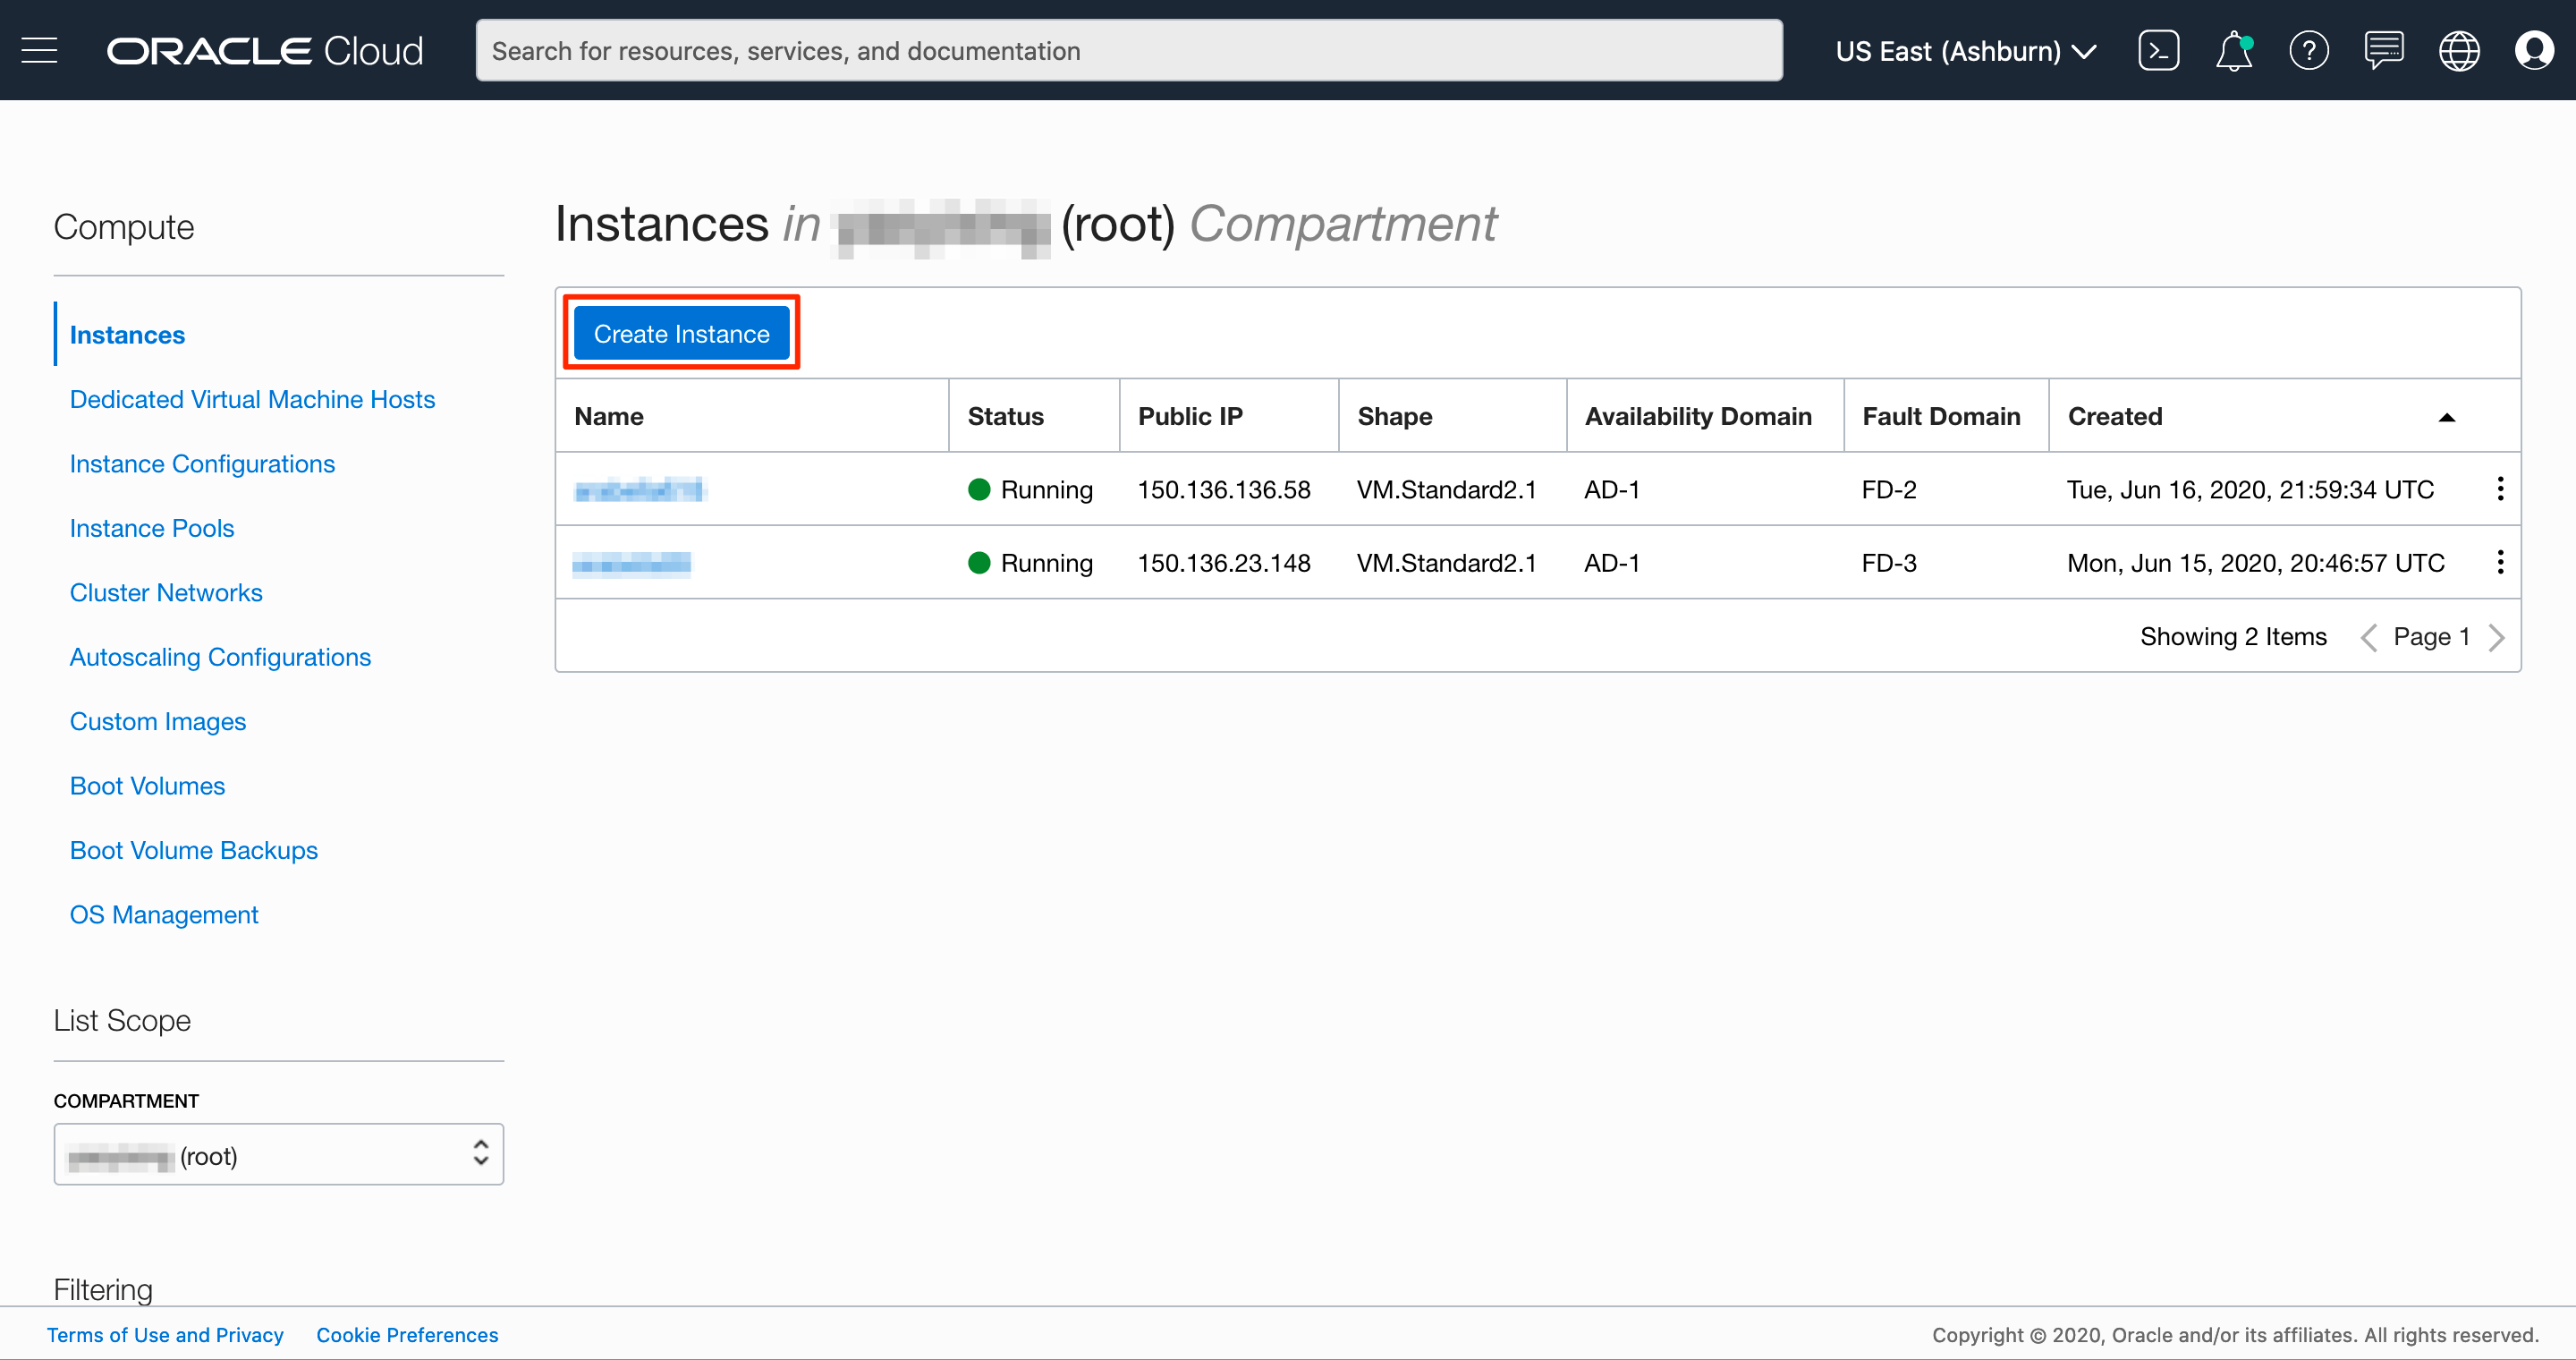 ORACLE Cloud
Search for resources, services, and documentation
US East (Ashburn)
Compute
Instances
Dedicated Virtual Machine Hosts
Instance Configurations
Instance Pools
Cluster Networks
Autoscaling Configurations
Custom Images
Boot Volumes
Boot Volume Backups
OS Management
List Scope
COMPARTMENT
(root)
Filtering
Instances in (root) Compartment
Create Instance
Name Status Public IP Shape Availability Domain Fault Domain Created
Running 150.136.136.58 VM.Standard2.1 AD-1 FD-2 Tue, Jun 16, 2020, 21:59:34 UTC
Running 150.136.23.148 VM.Standard2.1 AD-1 FD-3 Mon, Jun 15, 2020, 20:46:57 UTC
Showing 2 Items Page 1
Terms of Use and Privacy Cookie Preferences
Copyright © 2020, Oracle and/or its affiliates. All rights reserved.